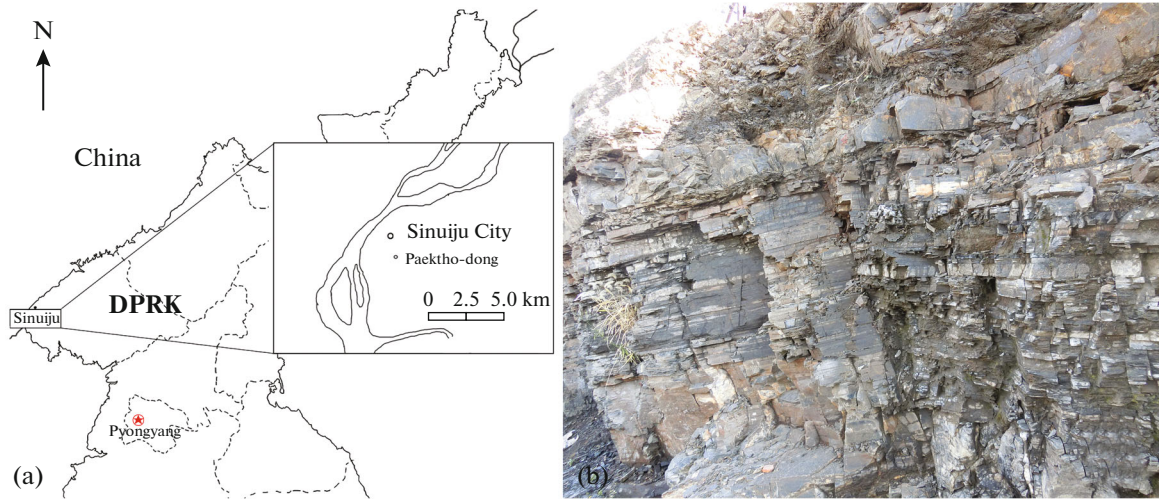 N
China
Sinuiju City
Paektho-dong
0 2.5 5.0 km
DPRK
Sinuiju
Pyongyang
(a)
(b)